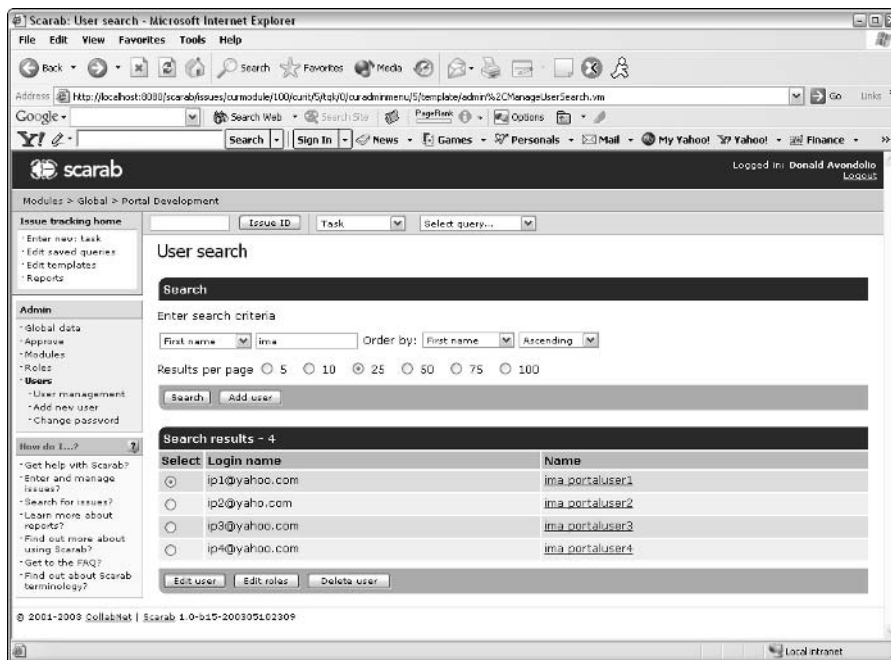 Scarab: User search - Microsoft Internet Explorer
File Edit View Favorites Tools Help
Back Search Favorites Media
Address http://localhost:8080/scarab/issues/curmodule/100/curit/5/tqk/0/curadminmenu/5/template/admin%2CManageUserSearch.vm Go Links
Google Search Web Search Site PageRank Options
Y! Search Sign In News Games Personals Mail My Yahoo! Yahoo! Finance »
scarab
Logged in: Donald Avondolio
Logout
Modules > Global > Portal Development
Issue tracking home
Enter new: task
Edit saved queries
Edit templates
Reports
Admin
Global data
Approve
Modules
Roles
Users
User management
Add new user
Change password
How do I...?
Get help with Scarab?
Enter and manage
issues?
Search for issues?
Learn more about
reports?
Find out more about
using Scarab?
Get to the FAQ?
Find out about Scarab
terminology?
Issue ID Task Select query...
User search
Search
Enter search criteria
First name ima Order by: First name Ascending
Results per page 5 10 25 50 75 100
Search Add user
Search results - 4
Select Login name Name
ip1@yahoo.com ima portaluser1
ip2@yaho.com ima portaluser2
ip3@yahoo.com ima portaluser3
ip4@yahoo.com ima portaluser4
Edit user Edit roles Delete user
© 2001-2003 CollabNet | Scarab 1.0-b15-200305102309
Local intranet